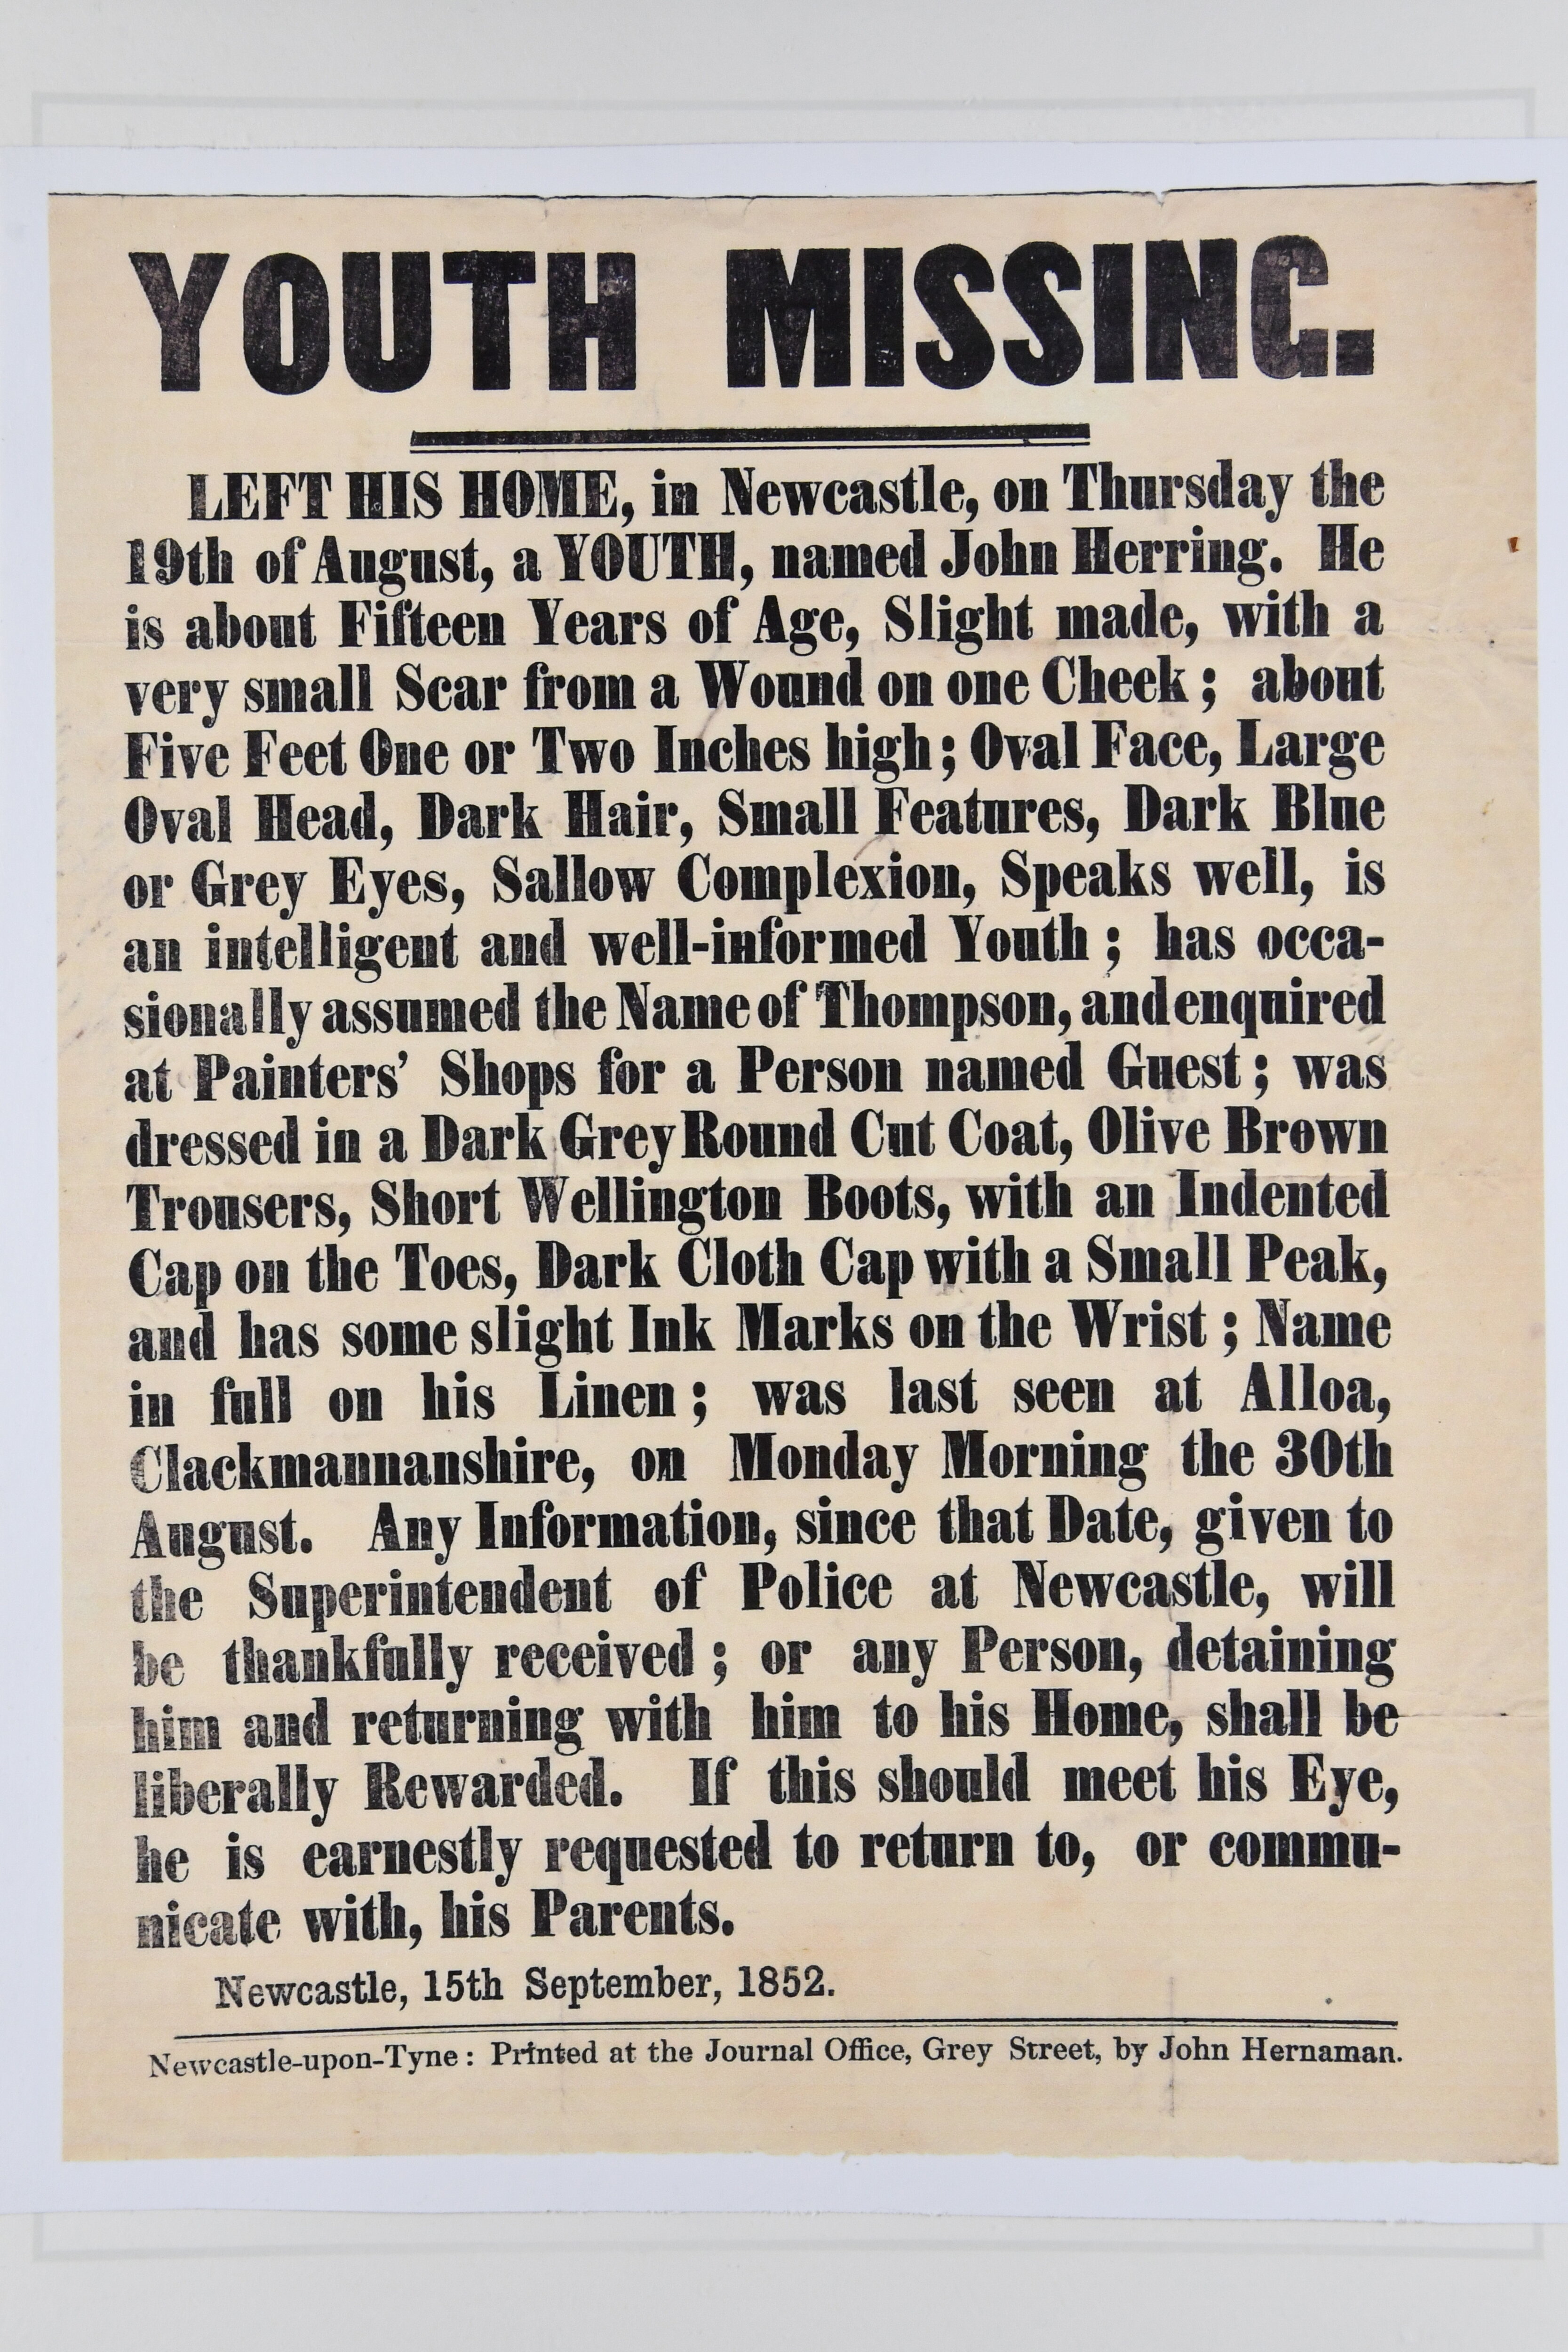 YOUTH MISSING.
LEFT HIS HOME, in Newcastle, on Thursday the
19th of August, a YOUTH, named John Herring. He
is about Fifteen Years of Age, Slight made, with a
very small Scar from a Wound on one Cheek; about
Five Feet One or Two Inches high; Oval Face, Large
Oval Head, Dark Hair, Small Features, Dark Blue
or Grey Eyes, Sallow Complexion, Speaks well, is
an intelligent and well-informed Youth; has occa-
sionally assumed the Name of Thompson, and enquired
at Painters' Shops for a Person named Guest; was
dressed in a Dark Grey Round Cut Coat, Olive Brown
Trousers, Short Wellington Boots, with an Indented
Cap on the Toes, Dark Cloth Cap with a Small Peak,
and has some slight Ink Marks on the Wrist; Name
in full on his Linen; was last seen at Alloa,
Clackmannanshire, on Monday Morning the 30th
August. Any Information, since that Date, given to
the Superintendent of Police at Newcastle, will
be thankfully received; or any Person, detaining
him and returning with him to his Home, shall be
liberally Rewarded. If this should meet his Eye,
he is earnestly requested to return to, or commu-
nicate with, his Parents.
Newcastle, 15th September, 1852.
Newcastle-upon-Tyne: Printed at the Journal Office, Grey Street, by John Hernaman.